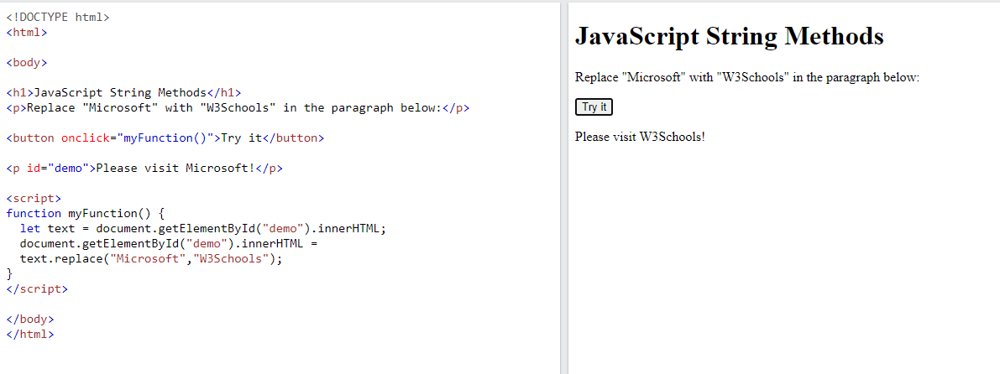 <!DOCTYPE html>
<html>
<body>
<h1>JavaScript String Methods</h1>
<p>Replace "Microsoft" with "W3Schools" in the paragraph below:</p>
<button onclick="myFunction()">Try it</button>
<p id="demo">Please visit Microsoft!</p>
<script>
function myFunction() {
  let text = document.getElementById("demo").innerHTML;
  document.getElementById("demo").innerHTML =
  text.replace("Microsoft","W3Schools");
}
</script>
</body>
</html>
JavaScript String Methods
Replace "Microsoft" with "W3Schools" in the paragraph below:
Try it
Please visit W3Schools!